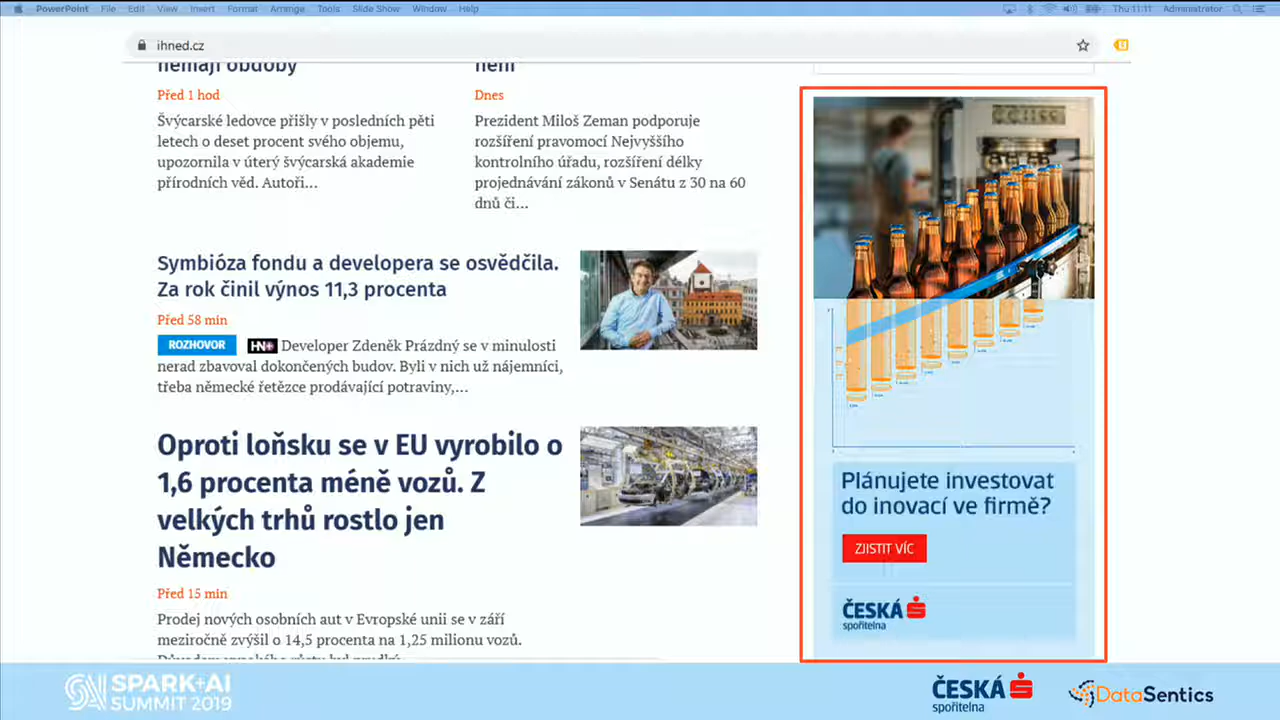 PowerPoint File Edit View Insert Format Arrange Tools Slide Show Window Help
Thu 11:11 Administrator
ihned.cz
nemají obdoby
Před 1 hod
Švýcarské ledovce přišly v posledních pěti
letech o deset procent svého objemu,
upozornila v úterý švýcarská akademie
přírodních věd. Autoři...
není
Dnes
Prezident Miloš Zeman podporuje
rozšíření pravomocí Nejvyššího
kontrolního úřadu, rozšíření délky
projednávání zákonů v Senátu z 30 na 60
dnů či...
Symbióza fondu a developera se osvědčila.
Za rok činil výnos 11,3 procenta
Před 58 min
ROZHOVOR HN+ Developer Zdeněk Prázdný se v minulosti
nerad zbavoval dokončených budov. Byli v nich už nájemníci,
třeba německé řetězce prodávající potraviny,...
Oproti loňsku se v EU vyrobilo o
1,6 procenta méně vozů. Z
velkých trhů rostlo jen
Německo
Před 15 min
Prodej nových osobních aut v Evropské unii se v září
meziročně zvýšil o 14,5 procenta na 1,25 milionu vozů.
Plánujete investovat
do inovací ve firmě?
ZJISTIT VÍC
ČESKÁ
spořitelna
SPARK+AI
SUMMIT 2019
ČESKÁ
spořitelna
DataSentics